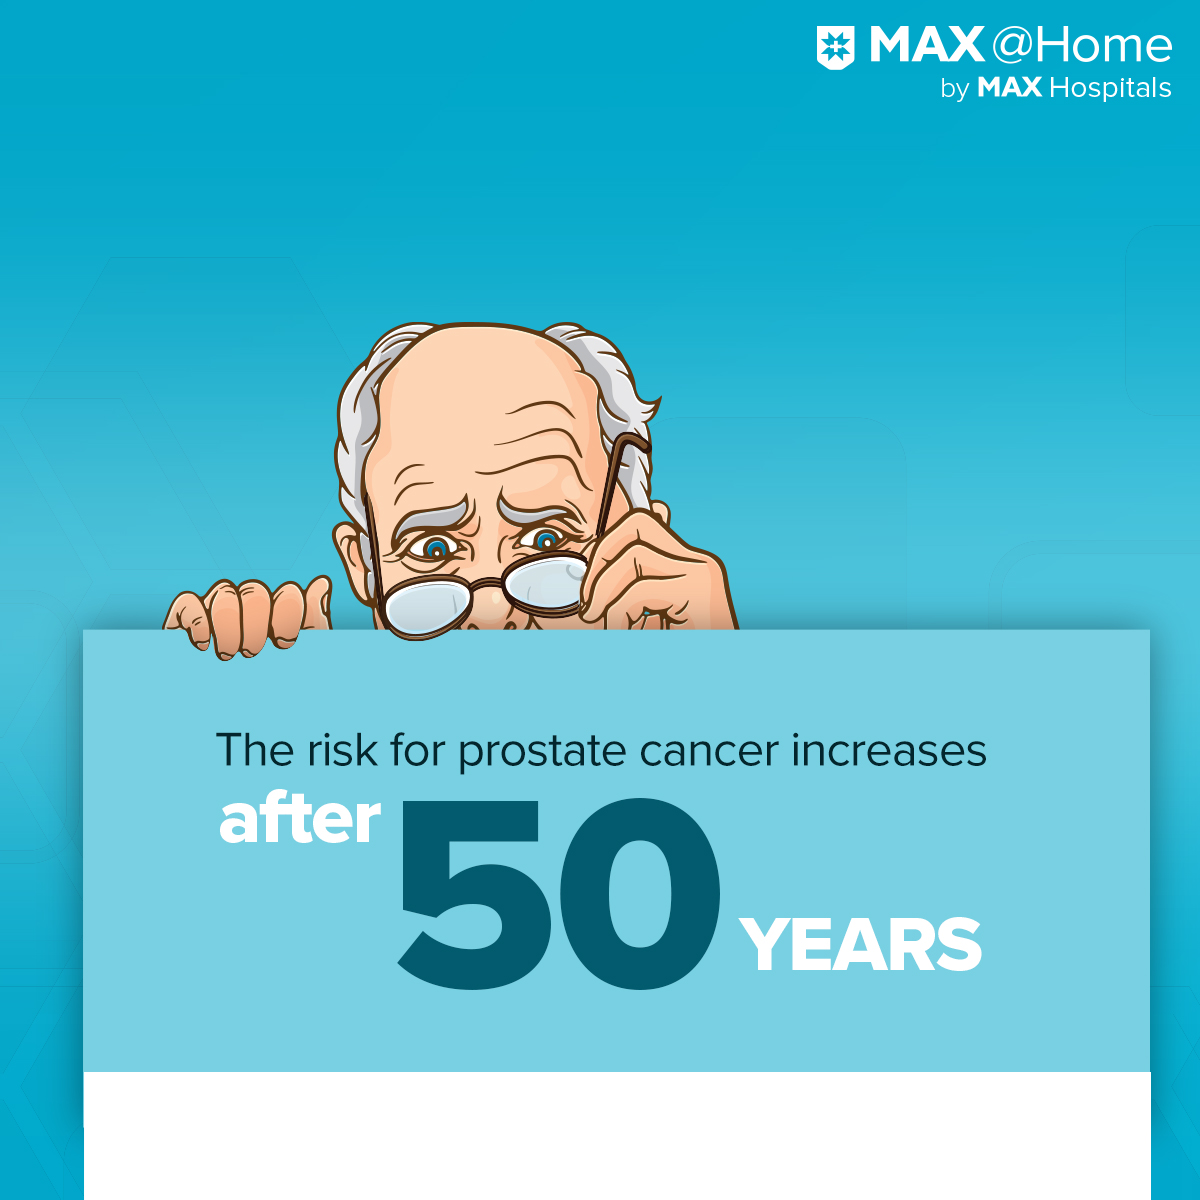 MAX @Home
by MAX Hospitals
The risk for prostate cancer increases
after 50 YEARS